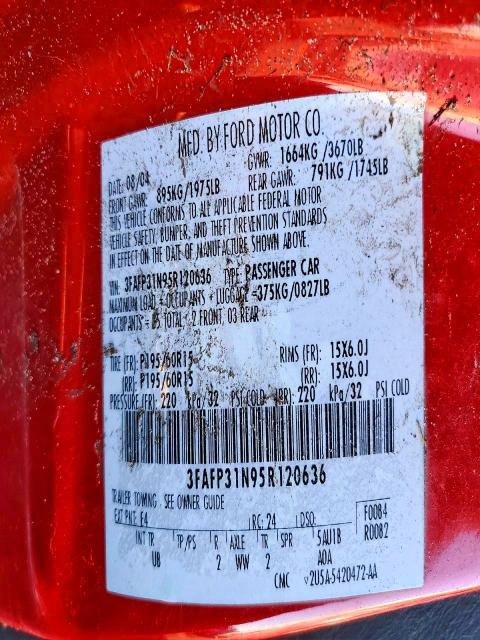 MFD. BY FORD MOTOR CO.
DATE: 08/04 GVWR: 1664KG /3670LB
FRONT GAWR: 895KG/1975LB REAR GAWR: 791KG /1745LB
THIS VEHICLE CONFORMS TO ALL APPLICABLE FEDERAL MOTOR
VEHICLE SAFETY, BUMPER, AND THEFT PREVENTION STANDARDS
IN EFFECT ON THE DATE OF MANUFACTURE SHOWN ABOVE.
VIN: 3FAFP31N95R120636 TYPE: PASSENGER CAR
MAXIMUM LOAD = OCCUPANTS + LUGGAGE =375KG/0827LB
OCCUPANTS = 5 TOTAL : 2 FRONT, 03 REAR
TIRE (FR): P195/60R15 RIMS (FR): 15X6.0J
(RR): P195/60R15 (RR): 15X6.0J
PRESSURE (FR): 220 kPa/32 PSI COLD (RR): 220 kPa/32 PSI COLD
3FAFP31N95R120636
TRAILER TOWING - SEE OWNER GUIDE
EXT PNT: E4 RC: 24 DSO: F0084
INT TR TP/PS R AXLE TR SPR 5AU1B R0082
UB 2 WW 2 A0A
CNC v2U5A-5420472-AA